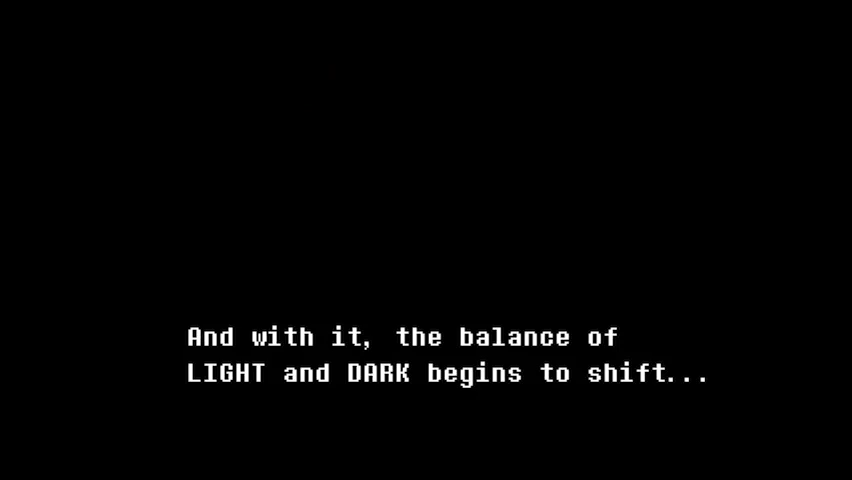 And with it, the balance of
LIGHT and DARK begins to shift...